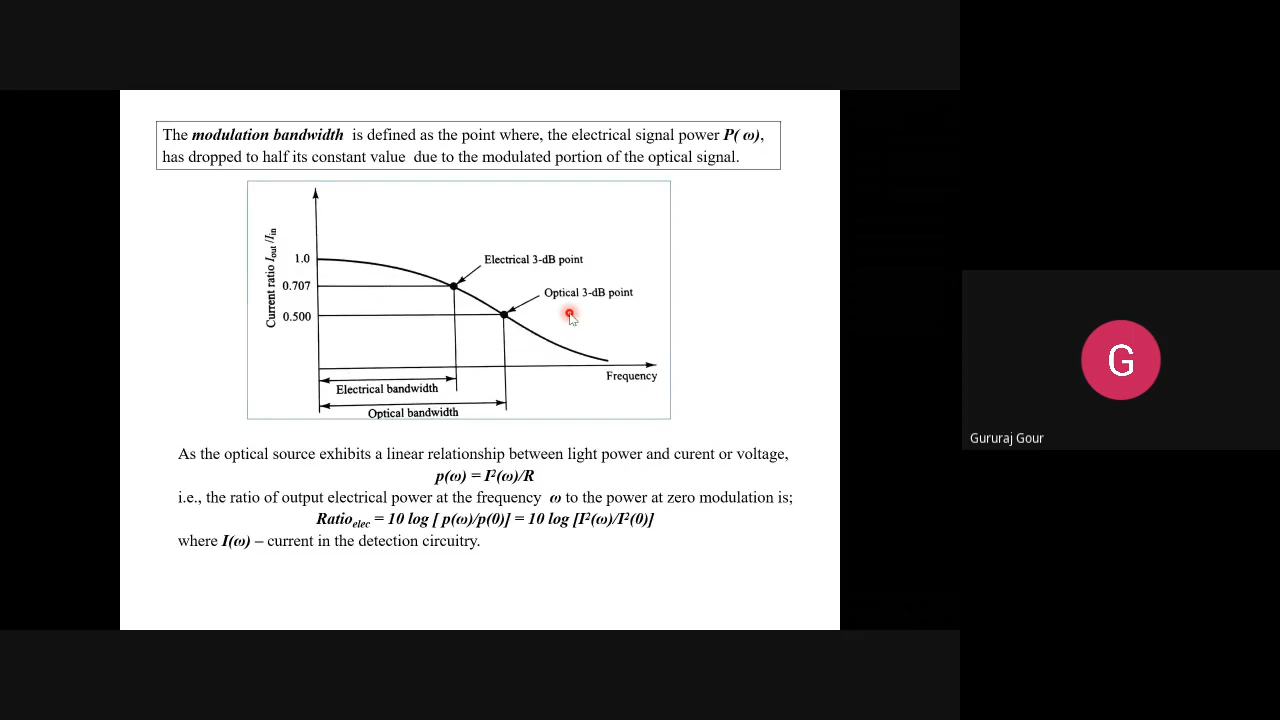 The modulation bandwidth is defined as the point where, the electrical signal power P( ω),
has dropped to half its constant value due to the modulated portion of the optical signal.
Current ratio Iout/Iin
1.0
0.707
0.500
Electrical 3-dB point
Optical 3-dB point
Frequency
Electrical bandwidth
Optical bandwidth
As the optical source exhibits a linear relationship between light power and curent or voltage,
p(ω) = I²(ω)/R
i.e., the ratio of output electrical power at the frequency ω to the power at zero modulation is;
Ratioelec = 10 log [ p(ω)/p(0)] = 10 log [I²(ω)/I²(0)]
where I(ω) – current in the detection circuitry.
G
Gururaj Gour